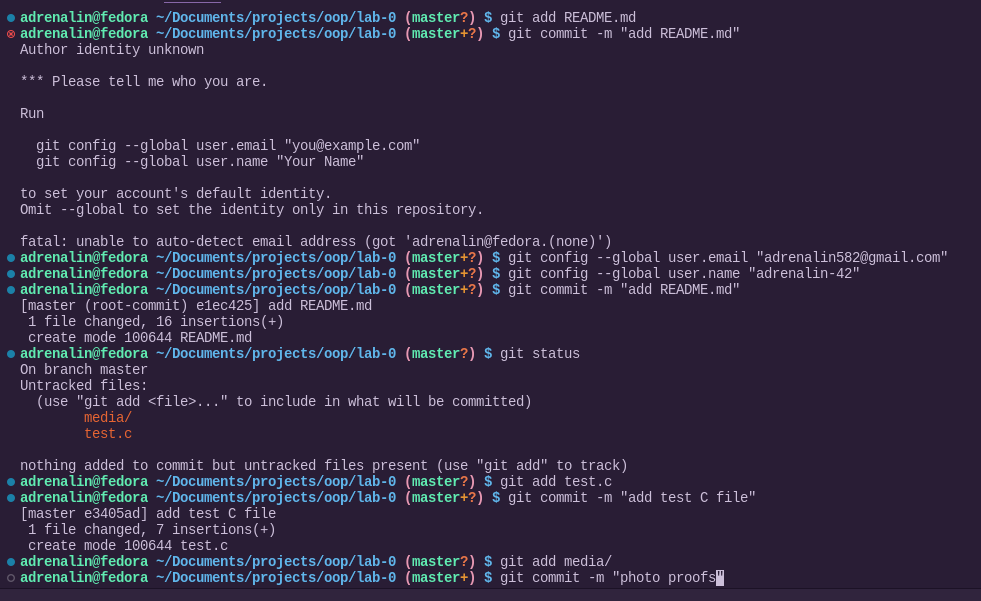 adrenalin@fedora ~/Documents/projects/oop/lab-0 (master?) $ git add README.md
adrenalin@fedora ~/Documents/projects/oop/lab-0 (master+?) $ git commit -m "add README.md"
Author identity unknown
*** Please tell me who you are.
Run
git config --global user.email "you@example.com"
git config --global user.name "Your Name"
to set your account's default identity.
Omit --global to set the identity only in this repository.
fatal: unable to auto-detect email address (got 'adrenalin@fedora.(none)')
adrenalin@fedora ~/Documents/projects/oop/lab-0 (master+?) $ git config --global user.email "adrenalin582@gmail.com"
adrenalin@fedora ~/Documents/projects/oop/lab-0 (master+?) $ git config --global user.name "adrenalin-42"
adrenalin@fedora ~/Documents/projects/oop/lab-0 (master+?) $ git commit -m "add README.md"
[master (root-commit) e1ec425] add README.md
1 file changed, 16 insertions(+)
create mode 100644 README.md
adrenalin@fedora ~/Documents/projects/oop/lab-0 (master?) $ git status
On branch master
Untracked files:
(use "git add <file>..." to include in what will be committed)
media/
test.c
nothing added to commit but untracked files present (use "git add" to track)
adrenalin@fedora ~/Documents/projects/oop/lab-0 (master?) $ git add test.c
adrenalin@fedora ~/Documents/projects/oop/lab-0 (master+?) $ git commit -m "add test C file"
[master e3405ad] add test C file
1 file changed, 7 insertions(+)
create mode 100644 test.c
adrenalin@fedora ~/Documents/projects/oop/lab-0 (master?) $ git add media/
adrenalin@fedora ~/Documents/projects/oop/lab-0 (master+) $ git commit -m "photo proofs"